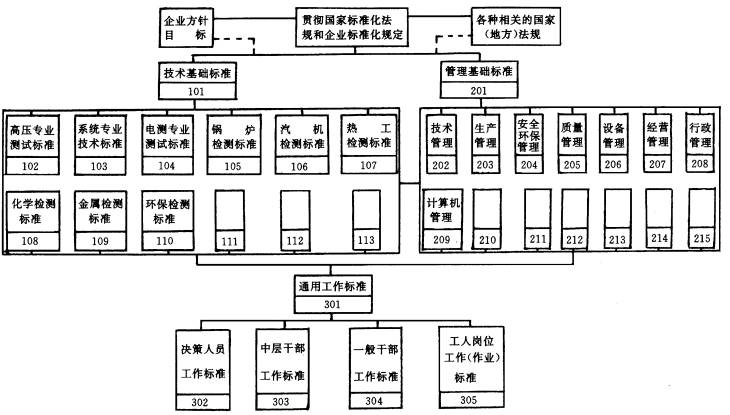 企业方针
目　标
贯彻国家标准化法
规和企业标准化规定
各种相关的国家
(地方)法规
技术基础标准
101
管理基础标准
201
高压专业
测试标准
102
系统专业
技术标准
103
电测专业
测试标准
104
锅　炉
检测标准
105
汽　机
检测标准
106
热　工
检测标准
107
技术
管理
202
生产
管理
203
安全
环保
管理
204
质量
管理
205
设备
管理
206
经营
管理
207
行政
管理
208
化学检测
标准
108
金属检测
标准
109
环保检测
标准
110
111
112
113
计算机
管理
209
210
211
212
213
214
215
通用工作标准
301
决策人员
工作标准
302
中层干部
工作标准
303
一般干部
工作标准
304
工人岗位
工作(作业)
标准
305